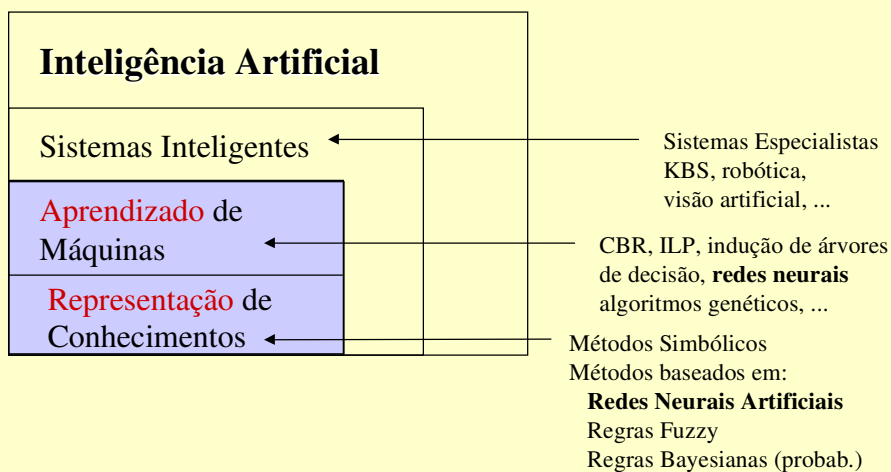 Inteligência Artificial
Sistemas Inteligentes
Sistemas Especialistas
KBS, robótica,
visão artificial, ...
Aprendizado de
Máquinas
CBR, ILP, indução de árvores
de decisão, redes neurais
algoritmos genéticos, ...
Representação de
Conhecimentos
Métodos Simbólicos
Métodos baseados em:
Redes Neurais Artificiais
Regras Fuzzy
Regras Bayesianas (probab.)